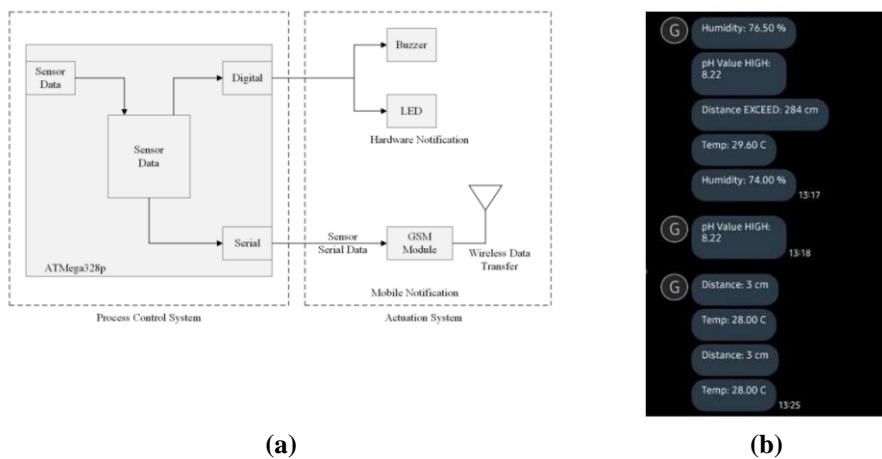 Sensor
Data
Digital
Buzzer
LED
Hardware Notification
Sensor
Data
Serial
ATMega328p
Sensor
Serial Data
GSM
Module
Wireless Data
Transfer
Mobile Notification
Process Control System
Actuation System
(a)
G
Humidity: 76.50 %
pH Value HIGH:
8.22
Distance EXCEED: 284 cm
Temp: 29.60 C
Humidity: 74.00 %
13:17
G
pH Value HIGH:
8.22
13:18
G
Distance: 3 cm
Temp: 28.00 C
Distance: 3 cm
Temp: 28.00 C
13:25
(b)